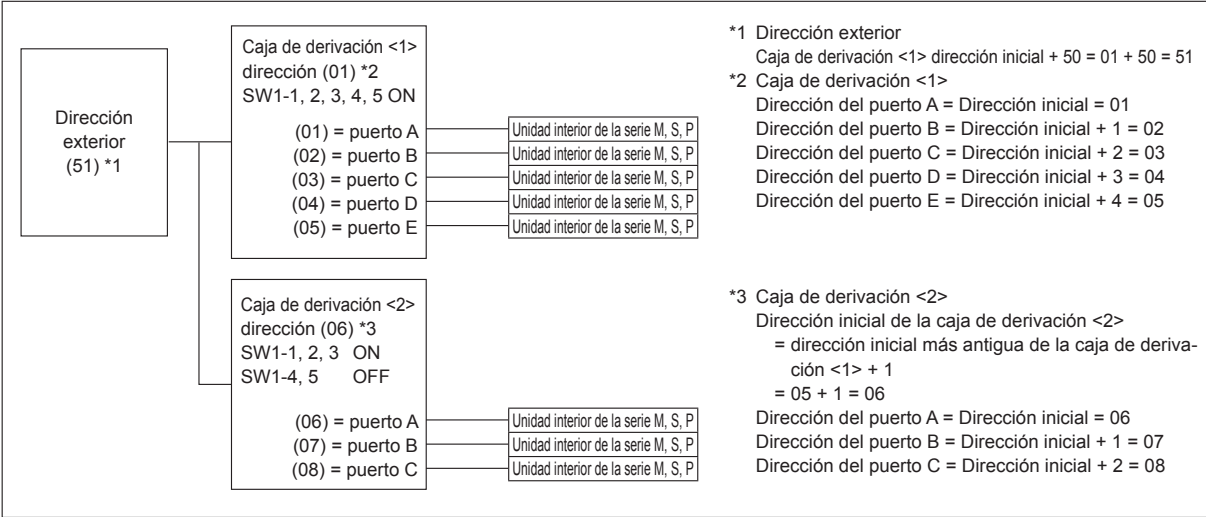 Dirección
exterior
(51) *1
Caja de derivación <1>
dirección (01) *2
SW1-1, 2, 3, 4, 5 ON
(01) = puerto A
(02) = puerto B
(03) = puerto C
(04) = puerto D
(05) = puerto E
Unidad interior de la serie M, S, P
Unidad interior de la serie M, S, P
Unidad interior de la serie M, S, P
Unidad interior de la serie M, S, P
Unidad interior de la serie M, S, P
*1 Dirección exterior
Caja de derivación <1> dirección inicial + 50 = 01 + 50 = 51
*2 Caja de derivación <1>
Dirección del puerto A = Dirección inicial = 01
Dirección del puerto B = Dirección inicial + 1 = 02
Dirección del puerto C = Dirección inicial + 2 = 03
Dirección del puerto D = Dirección inicial + 3 = 04
Dirección del puerto E = Dirección inicial + 4 = 05
Caja de derivación <2>
dirección (06) *3
SW1-1, 2, 3 ON
SW1-4, 5 OFF
(06) = puerto A
(07) = puerto B
(08) = puerto C
Unidad interior de la serie M, S, P
Unidad interior de la serie M, S, P
Unidad interior de la serie M, S, P
*3 Caja de derivación <2>
Dirección inicial de la caja de derivación <2>
= dirección inicial más antigua de la caja de deriva-
ción <1> + 1
= 05 + 1 = 06
Dirección del puerto A = Dirección inicial = 06
Dirección del puerto B = Dirección inicial + 1 = 07
Dirección del puerto C = Dirección inicial + 2 = 08